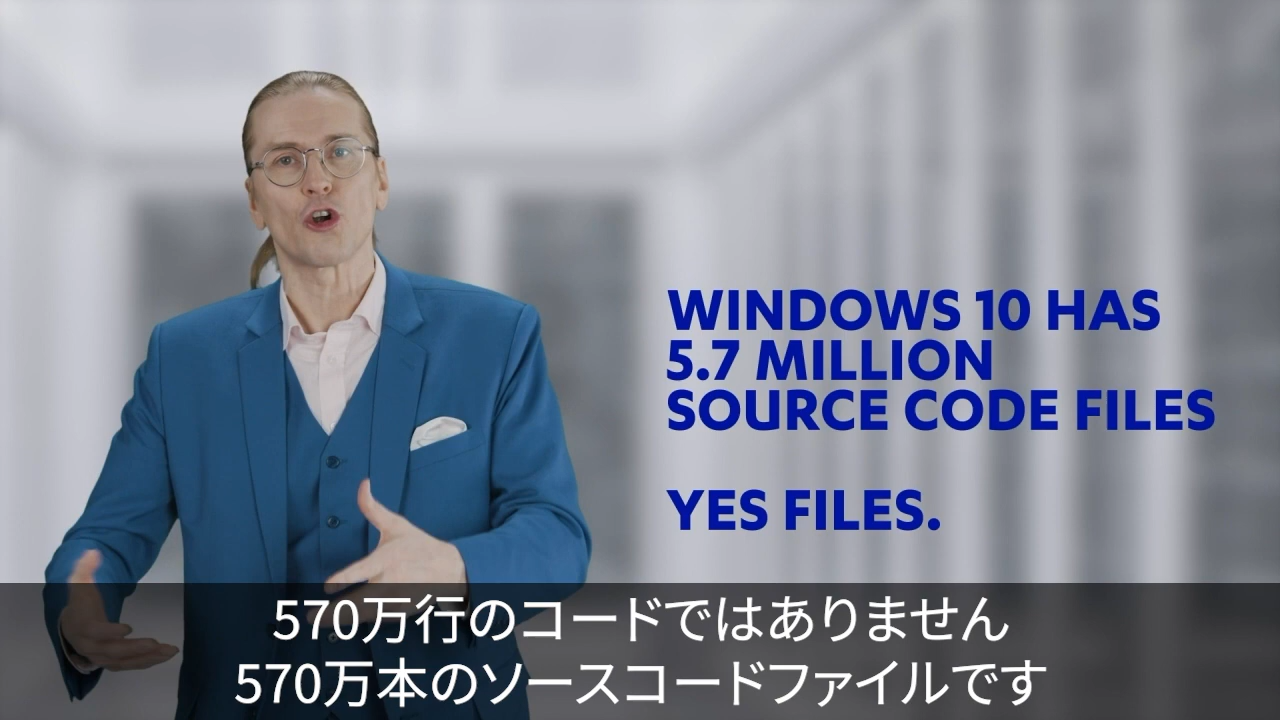 WINDOWS 10 HAS
5.7 MILLION
SOURCE CODE FILES
YES FILES.
570万行のコードではありません
570万本のソースコードファイルです